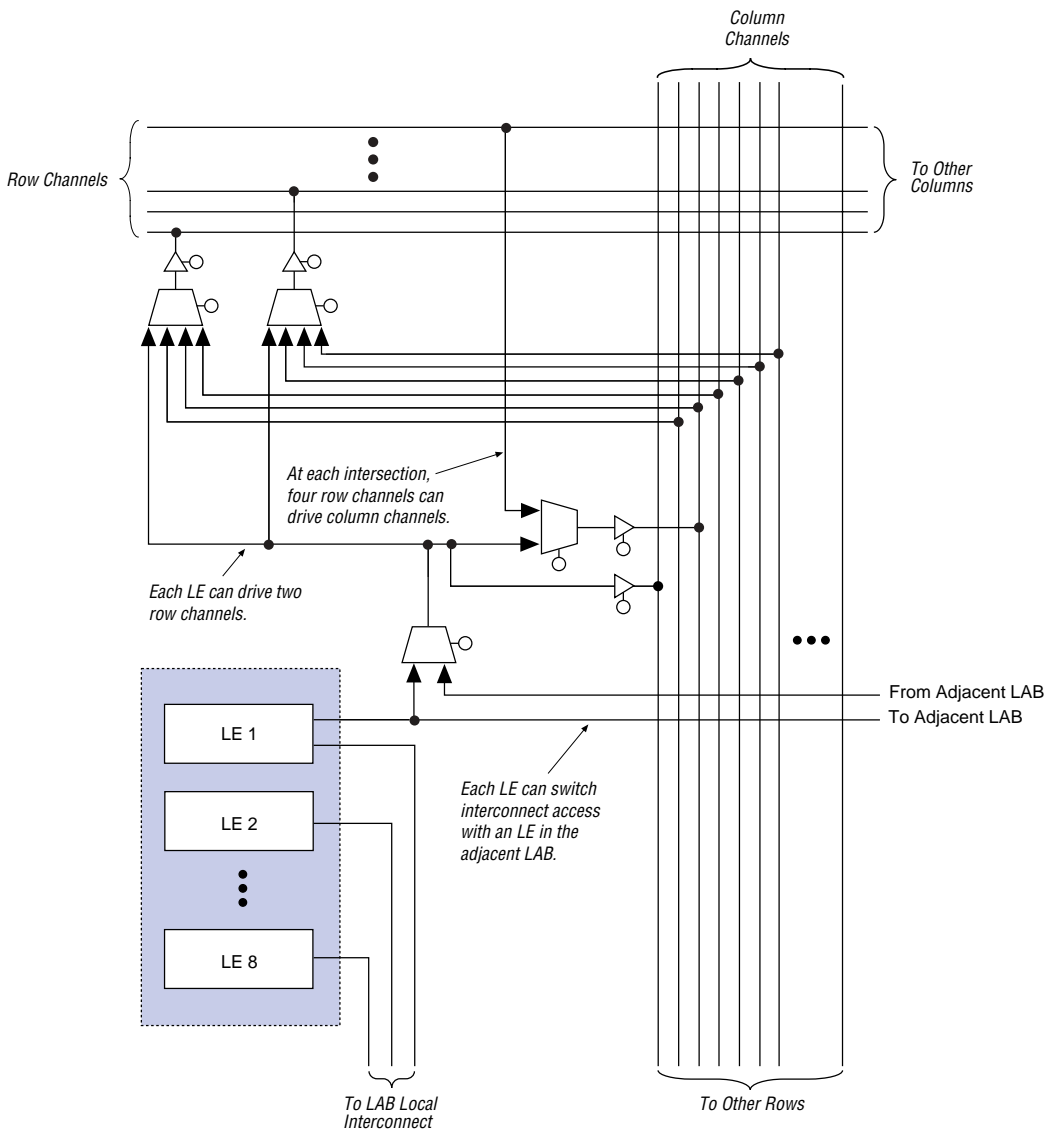 Column
Channels
Row Channels
To Other
Columns
At each intersection,
four row channels can
drive column channels.
Each LE can drive two
row channels.
From Adjacent LAB
To Adjacent LAB
LE 1
Each LE can switch
interconnect access
with an LE in the
adjacent LAB.
LE 2
LE 8
To LAB Local
Interconnect
To Other Rows